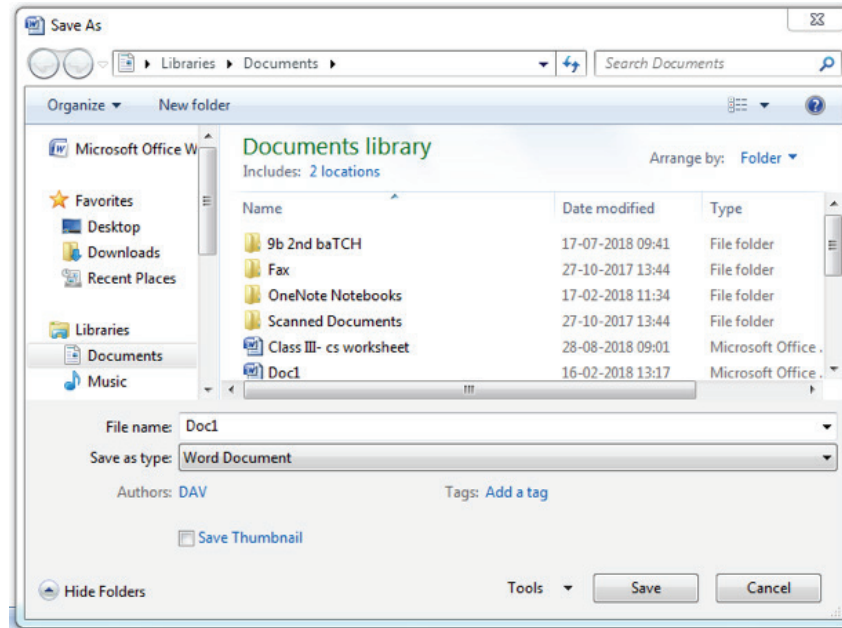 Save As
Libraries Documents
Search Documents
Organize New folder
Microsoft Office W
Favorites
Desktop
Downloads
Recent Places
Libraries
Documents
Music
Documents library
Includes: 2 locations
Arrange by: Folder
Name Date modified Type
9b 2nd baTCH 17-07-2018 09:41 File folder
Fax 27-10-2017 13:44 File folder
OneNote Notebooks 17-02-2018 11:34 File folder
Scanned Documents 27-10-2017 13:44 File folder
Class III- cs worksheet 28-08-2018 09:01 Microsoft Office .
Doc1 16-02-2018 13:17 Microsoft Office .
File name: Doc1
Save as type: Word Document
Authors: DAV Tags: Add a tag
Save Thumbnail
Hide Folders Tools Save Cancel